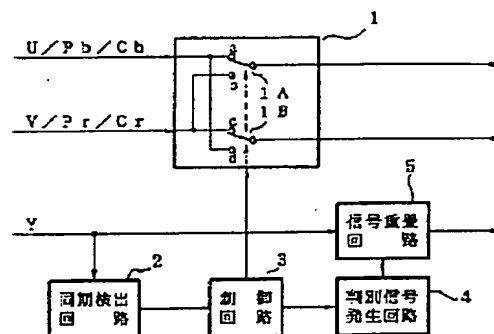 1
U/Pb/Cb
a
b
1A
1B
V/Pr/Cr
c
d
5
Y
信号重畳
回路
2
3
同期検出
回路
制御
回路
判別信号
発生回路
4